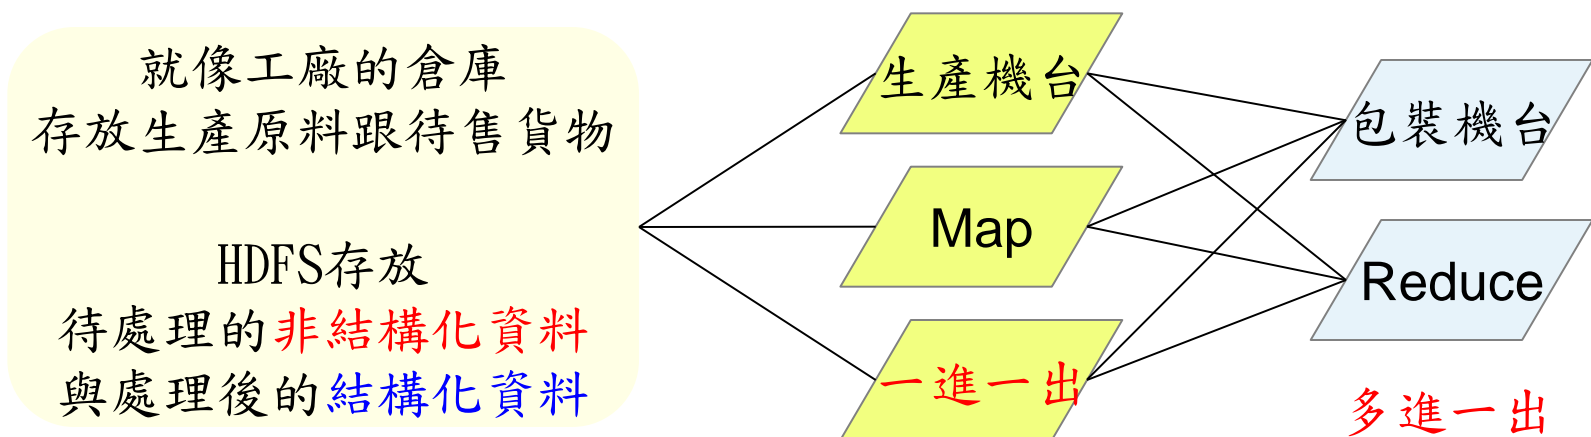 就像工廠的倉庫
存放生產原料跟待售貨物
HDFS存放
待處理的非結構化資料
與處理後的結構化資料
生產機台
Map
一進一出
包裝機台
Reduce
多進一出